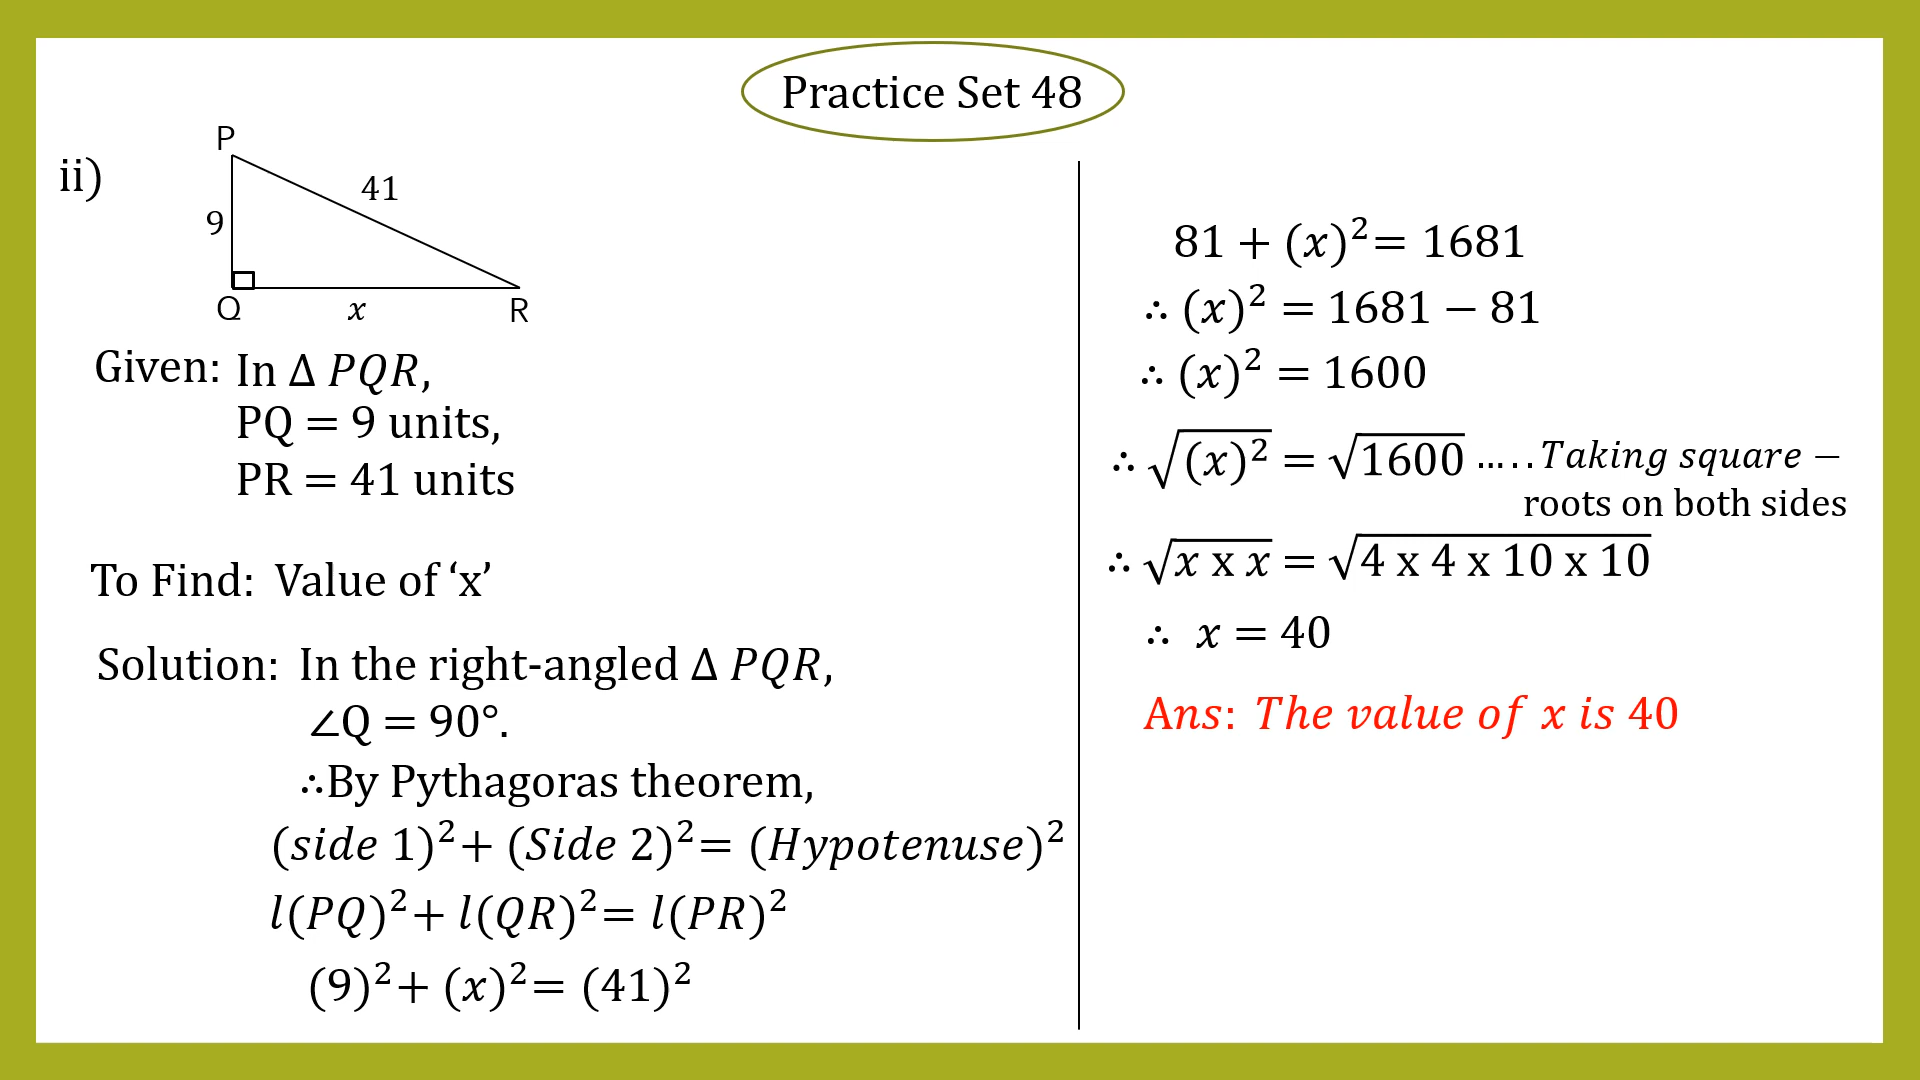 Practice Set 48
ii)
P
41
9
Q
x
R
Given: In Δ PQR,
PQ = 9 units,
PR = 41 units
To Find: Value of ‘x’
Solution: In the right-angled Δ PQR,
∠Q = 90°.
∴By Pythagoras theorem,
(side 1)²+ (Side 2)²= (Hypotenuse)²
l(PQ)²+ l(QR)²= l(PR)²
(9)²+ (x)²= (41)²
81 + (x)²= 1681
∴ (x)² = 1681 − 81
∴ (x)² = 1600
∴ √(x)² = √1600 ….. Taking square −
roots on both sides
∴ √x x x = √4 x 4 x 10 x 10
∴ x = 40
Ans: The value of x is 40